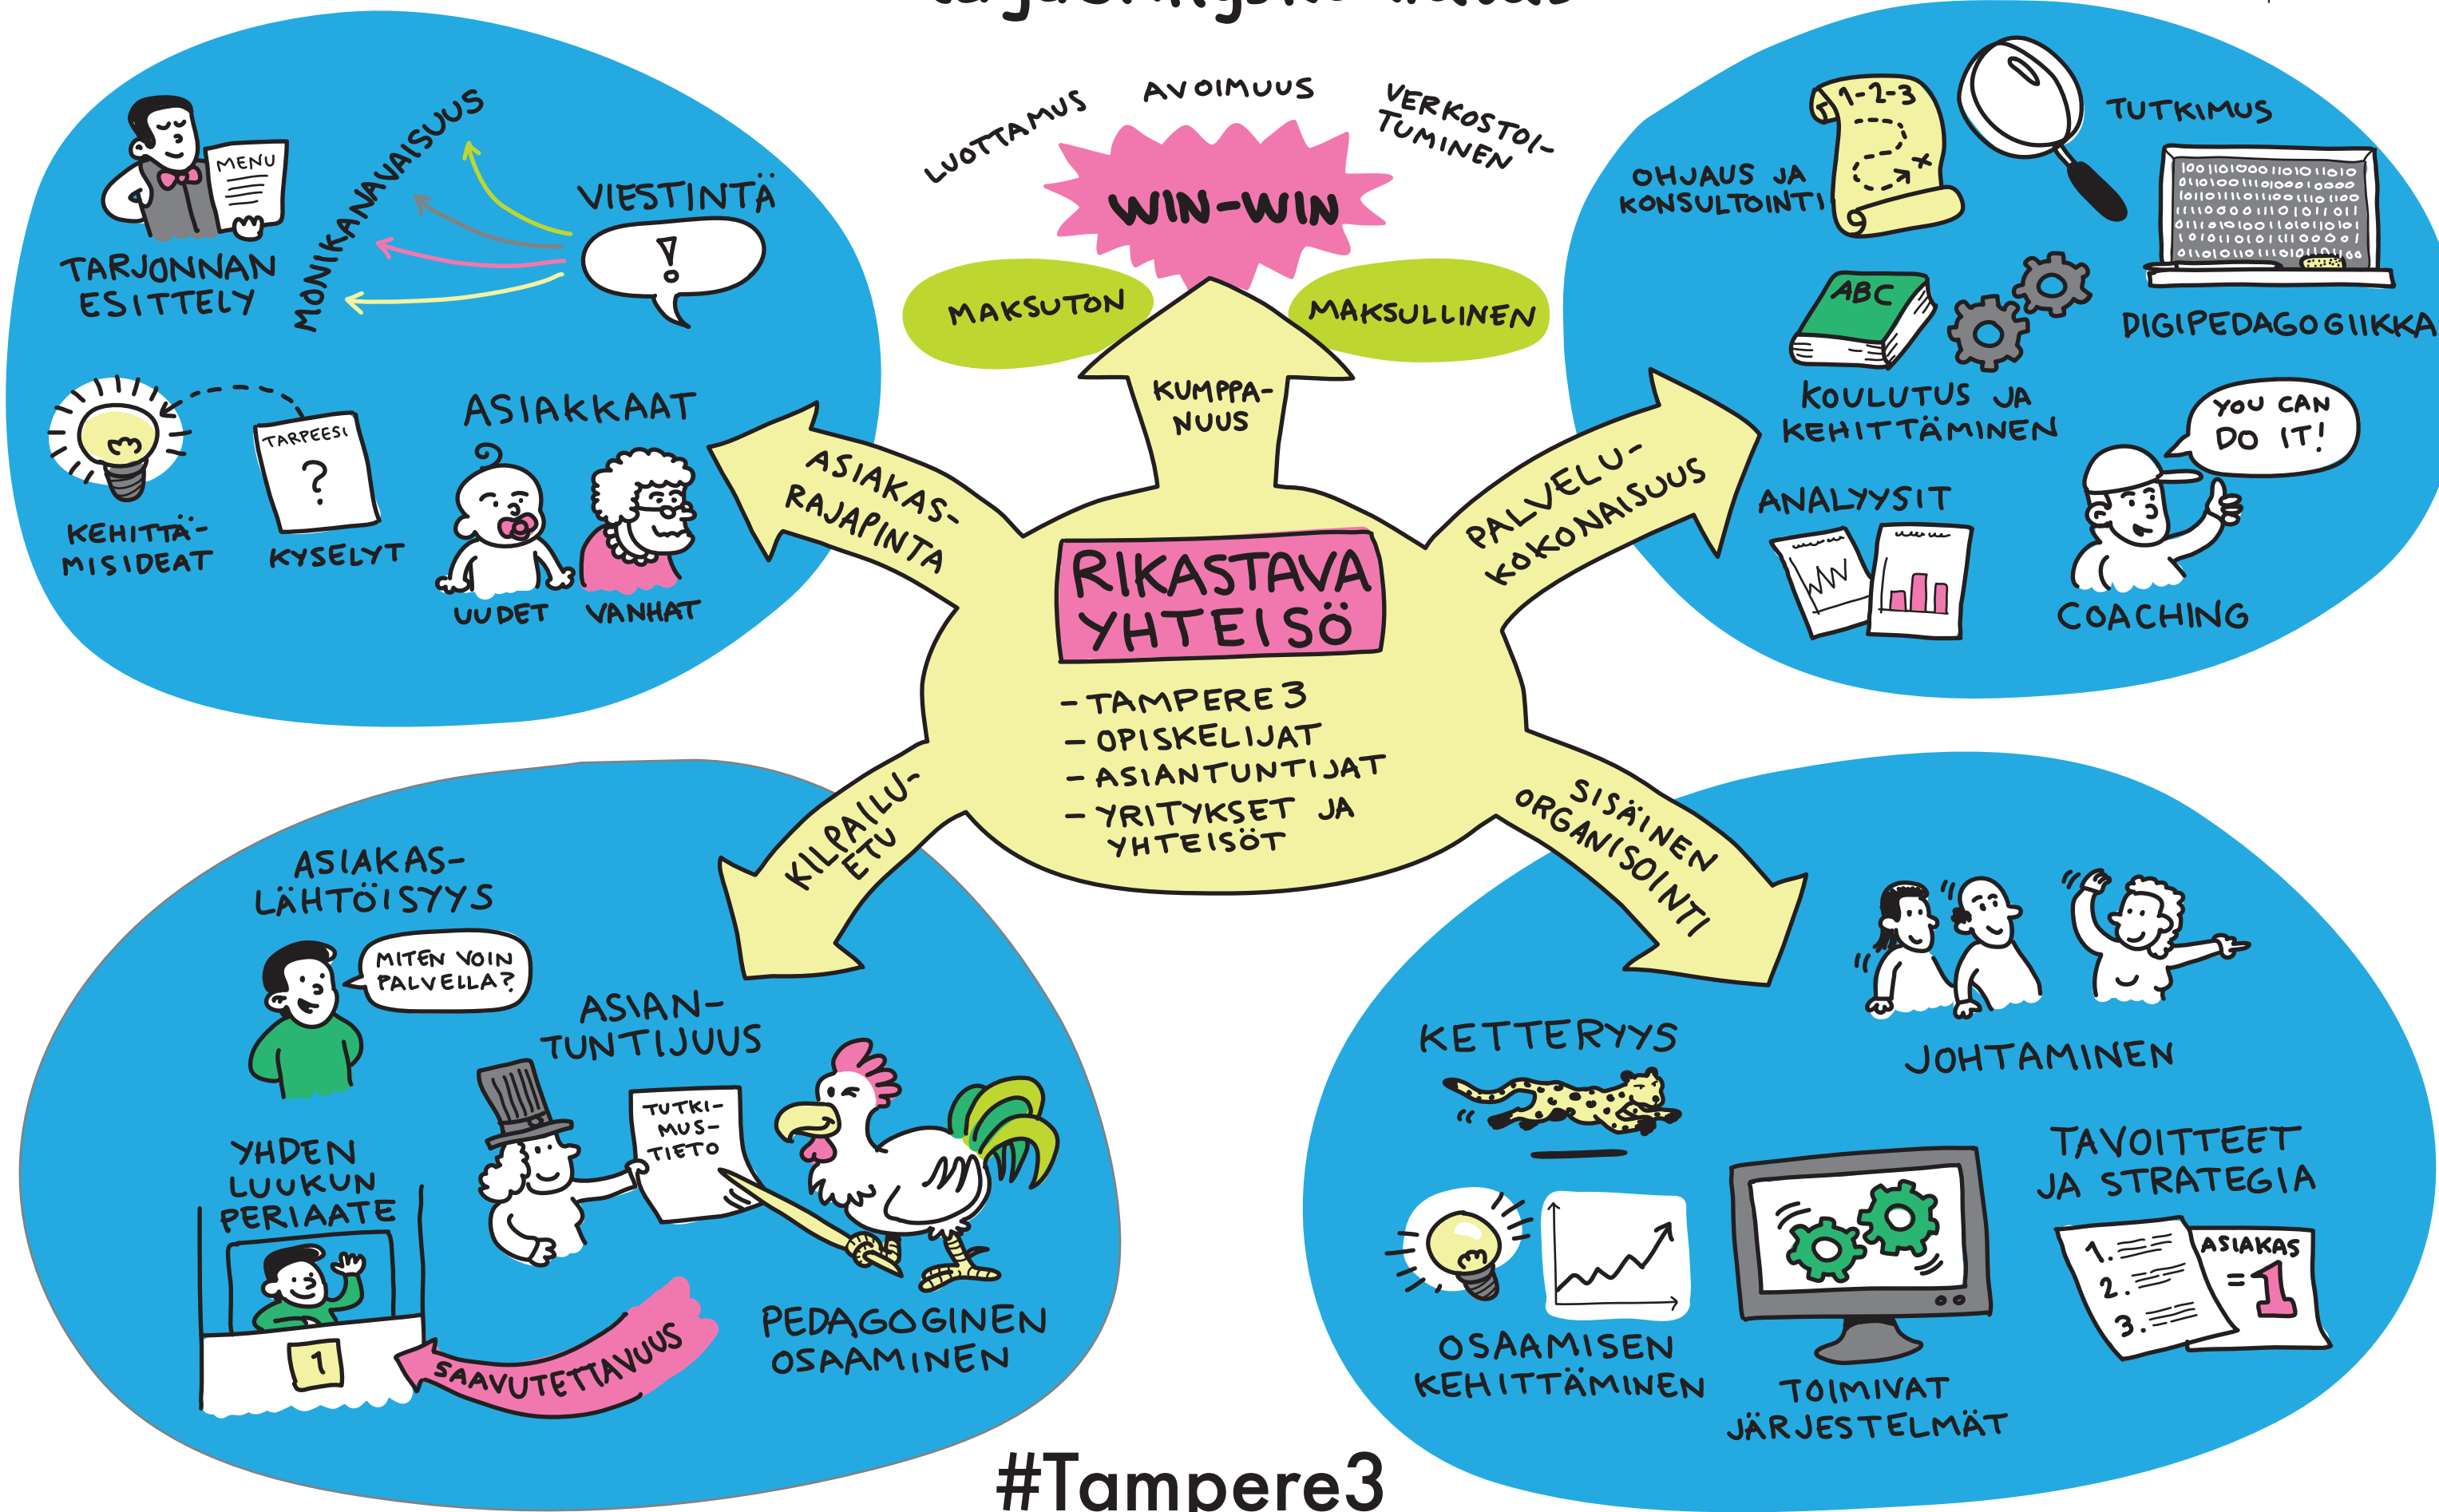 LUOTTAMUS
AVOIMUUS
VERKOSTOI-
TUMINEN
WIN-WIN
MAKSUTON
MAKSULLINEN
KUMPPA-
NUUS
MENU
TARJONNAN
ESITTELY
MONIKANAVAISUUS
VIESTINTÄ
!
KEHITTÄ-
MISIDEAT
TARPEESI
?
KYSELYT
ASIAKKAAT
UUDET
VANHAT
ASIAKAS-
RAJAPINTA
PALVELU-
KOKONAISUUS
OHJAUS JA
KONSULTOINTI
1-2-3
TUTKIMUS
DIGIPEDAGOGIIKKA
ABC
KOULUTUS JA
KEHITTÄMINEN
ANALYYSIT
YOU CAN
DO IT!
COACHING
RIKASTAVA
YHTEISÖ
- TAMPERE 3
- OPISKELIJAT
- ASIANTUNTIJAT
- YRITYKSET JA
YHTEISÖT
KIILPAILU-
ETU
SISÄINEN
ORGANISOINTI
ASIAKAS-
LÄHTÖISYYS
MITEN VOIN
PALVELLA?
ASIAN-
TUNTIJUUS
TUTKI-
MUS-
TIETO
YHDEN
LUUKUN
PERIAATE
1
SAAVUTETTAVUUS
PEDAGOGINEN
OSAAMINEN
KETTERYYS
JOHTAMINEN
OSAAMISEN
KEHITTÄMINEN
TOIMIVAT
JÄRJESTELMÄT
TAVOITTEET
JA STRATEGIA
1.
2.
3.
ASIAKAS
=1
#Tampere3